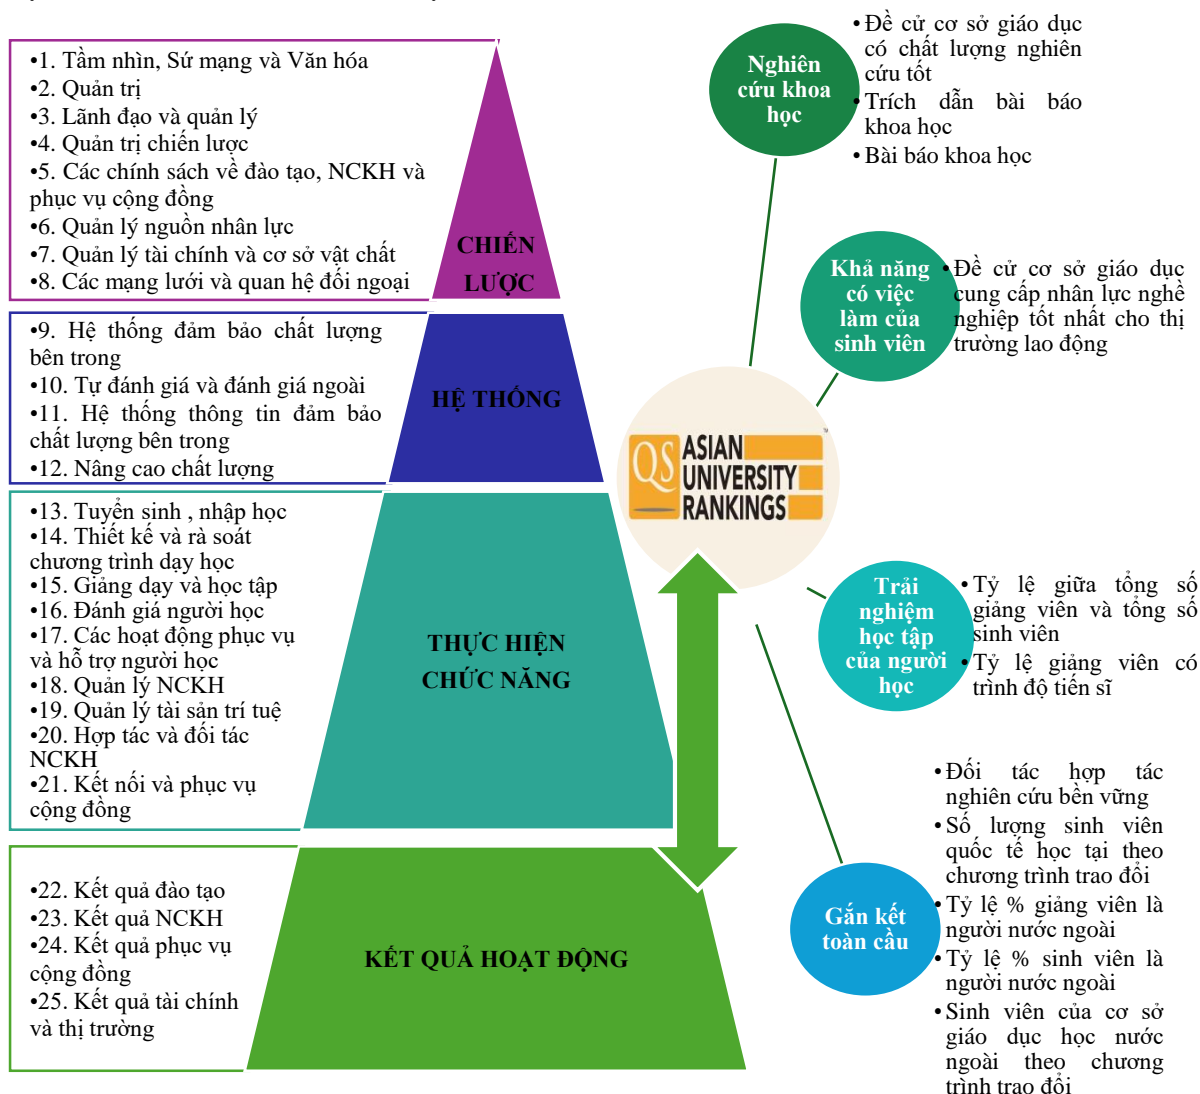 •1. Tầm nhìn, Sứ mạng và Văn hóa
•2. Quản trị
•3. Lãnh đạo và quản lý
•4. Quản trị chiến lược
•5. Các chính sách về đào tạo, NCKH và
phục vụ cộng đồng
•6. Quản lý nguồn nhân lực
•7. Quản lý tài chính và cơ sở vật chất
•8. Các mạng lưới và quan hệ đối ngoại
CHIẾN
LƯỢC
•9. Hệ thống đảm bảo chất lượng
bên trong
•10. Tự đánh giá và đánh giá ngoài
•11. Hệ thống thông tin đảm bảo
chất lượng bên trong
•12. Nâng cao chất lượng
HỆ THỐNG
•13. Tuyển sinh , nhập học
•14. Thiết kế và rà soát
chương trình dạy học
•15. Giảng dạy và học tập
•16. Đánh giá người học
•17. Các hoạt động phục vụ
và hỗ trợ người học
•18. Quản lý NCKH
•19. Quản lý tài sản trí tuệ
•20. Hợp tác và đối tác
NCKH
•21. Kết nối và phục vụ
cộng đồng
THỰC HIỆN
CHỨC NĂNG
•22. Kết quả đào tạo
•23. Kết quả NCKH
•24. Kết quả phục vụ
cộng đồng
•25. Kết quả tài chính
và thị trường
KẾT QUẢ HOẠT ĐỘNG
QS
ASIAN
UNIVERSITY
RANKINGS
Nghiên
cứu khoa
học
• Đề cử cơ sở giáo dục
có chất lượng nghiên
cứu tốt
• Trích dẫn bài báo
khoa học
• Bài báo khoa học
Khả năng
có việc
làm của
sinh viên
• Đề cử cơ sở giáo dục
cung cấp nhân lực nghề
nghiệp tốt nhất cho thị
trường lao động
Trải
nghiệm
học tập
của người
học
• Tỷ lệ giữa tổng số
giảng viên và tổng số
sinh viên
• Tỷ lệ giảng viên có
trình độ tiến sĩ
Gắn kết
toàn cầu
• Đối tác hợp tác
nghiên cứu bền vững
• Số lượng sinh viên
quốc tế học tại theo
chương trình trao đổi
• Tỷ lệ % giảng viên là
người nước ngoài
• Tỷ lệ % sinh viên là
người nước ngoài
• Sinh viên của cơ sở
giáo dục học nước
ngoài theo chương
trình trao đổi